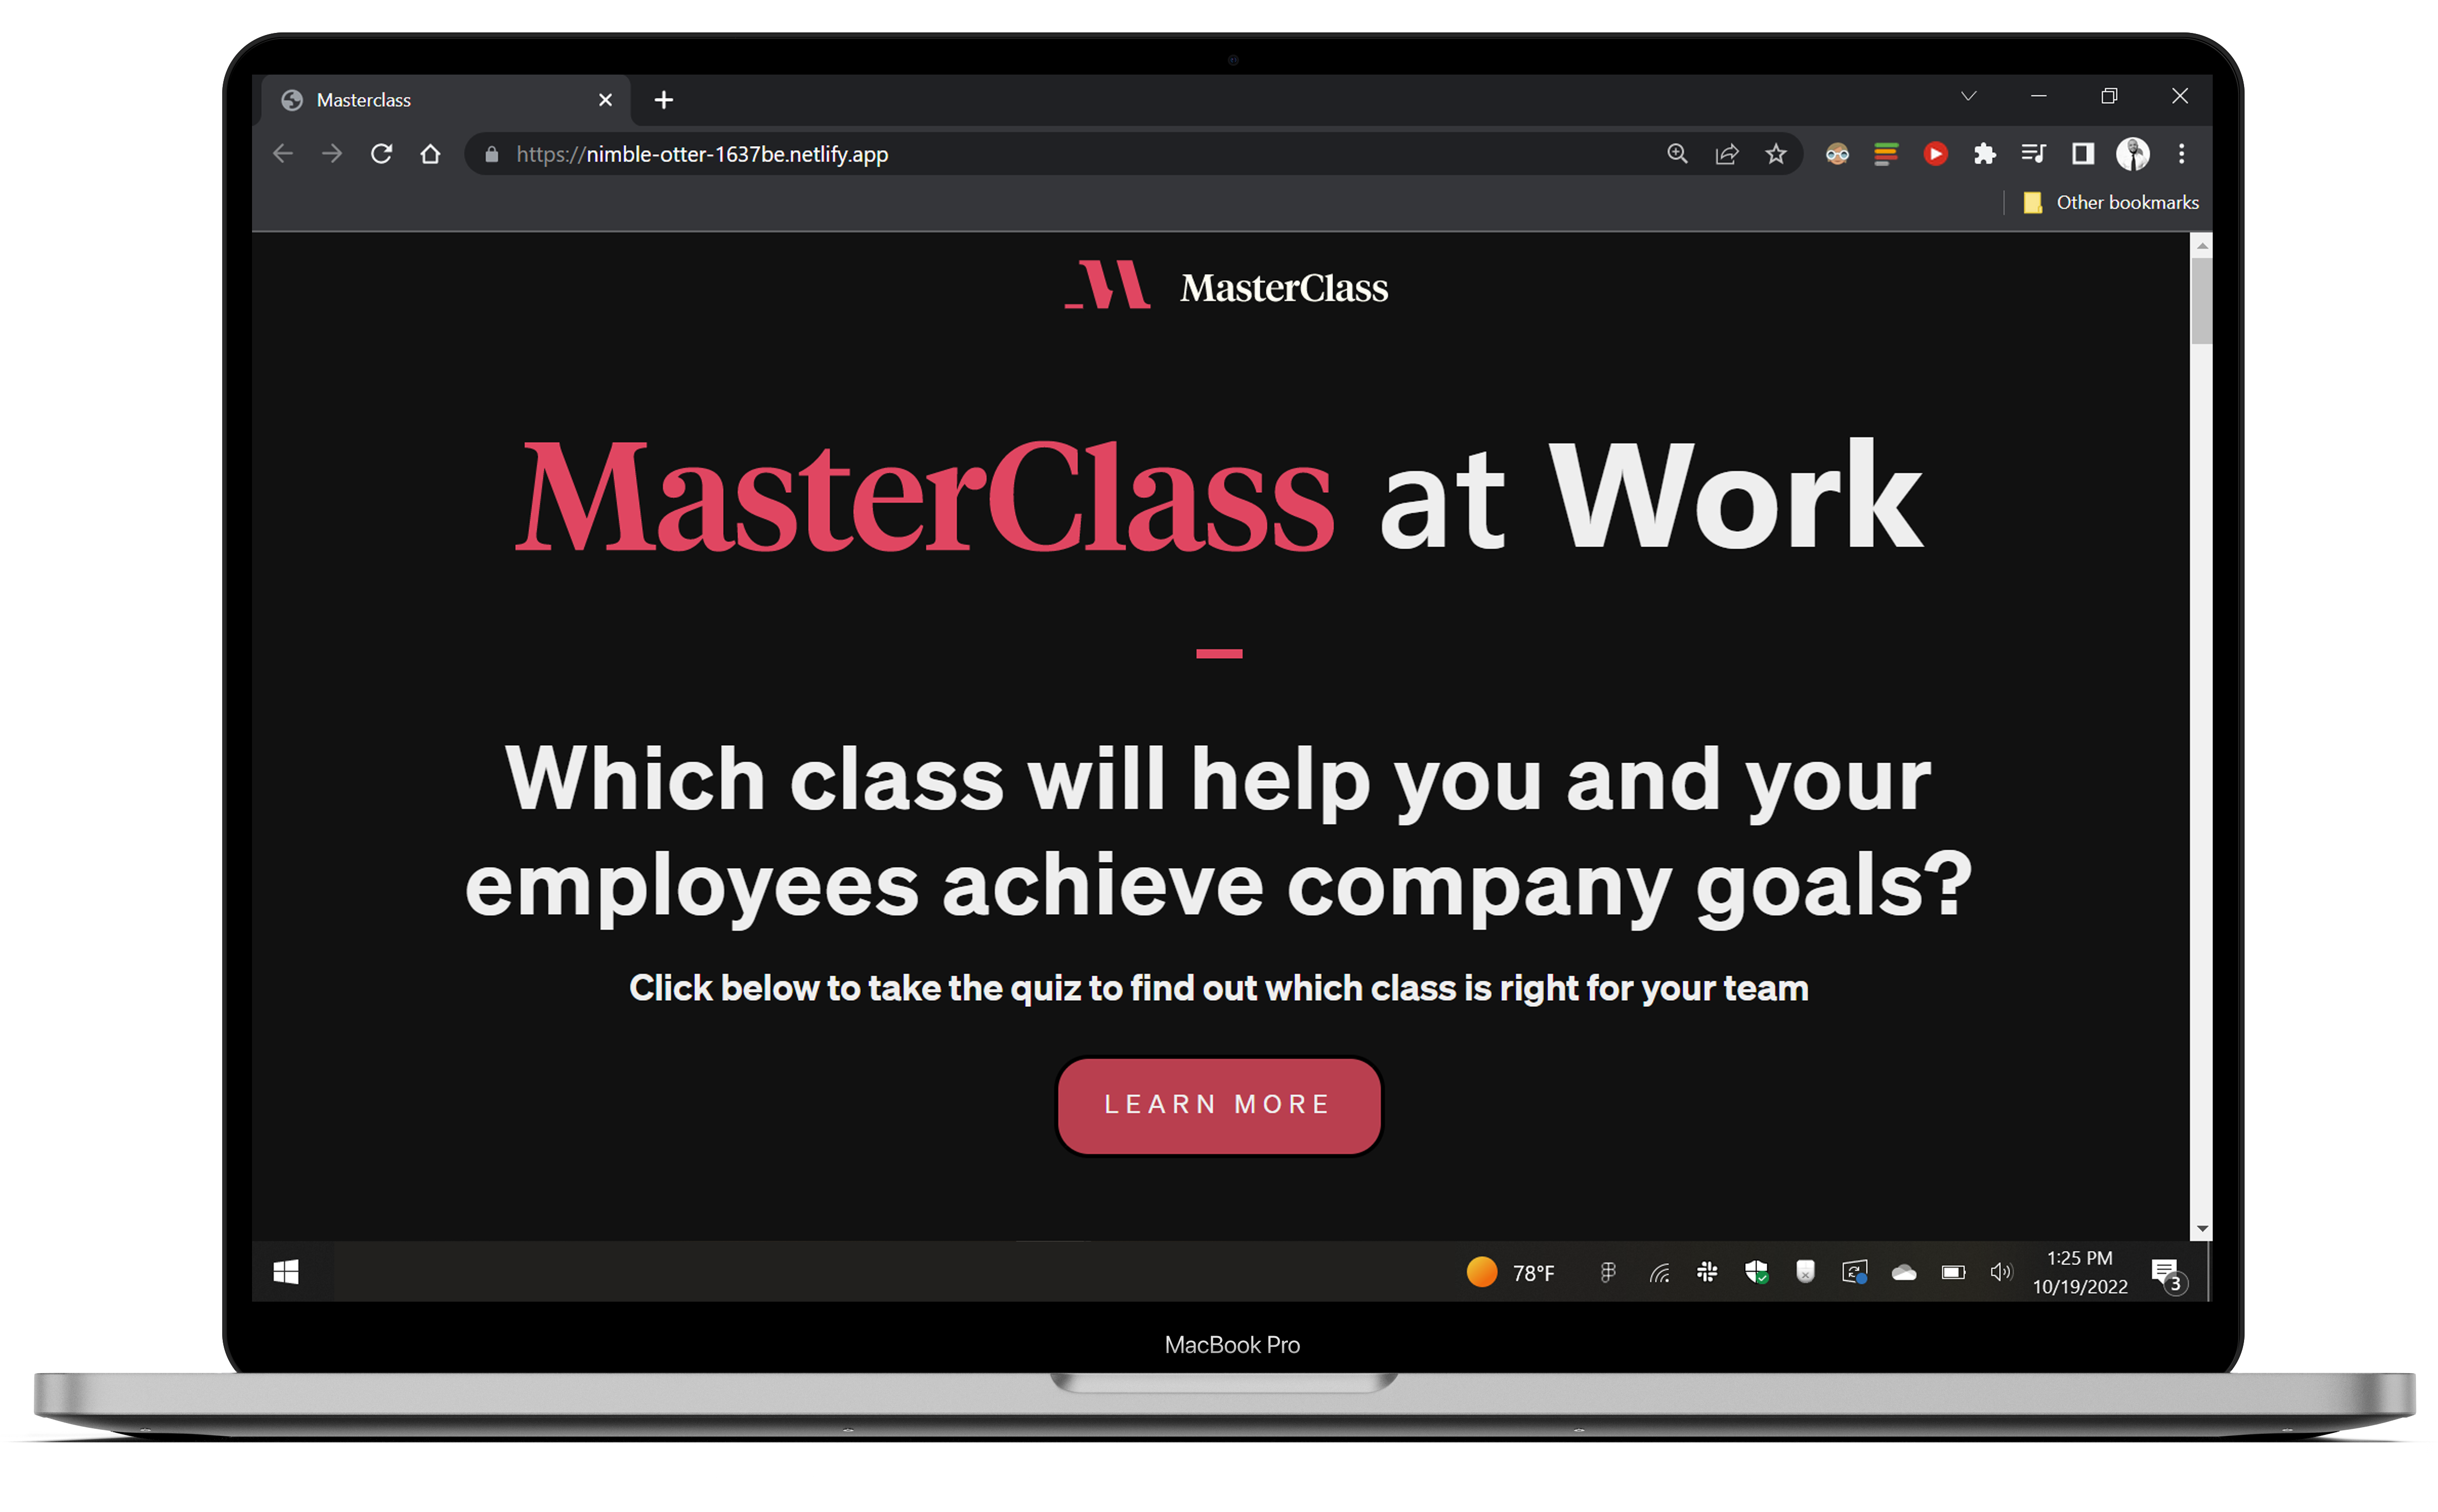 Masterclass
https://nimble-otter-1637be.netlify.app
Other bookmarks
MasterClass
MasterClass at Work
Which class will help you and your
employees achieve company goals?
Click below to take the quiz to find out which class is right for your team
LEARN MORE
78°F
1:25 PM
10/19/2022
3
MacBook Pro